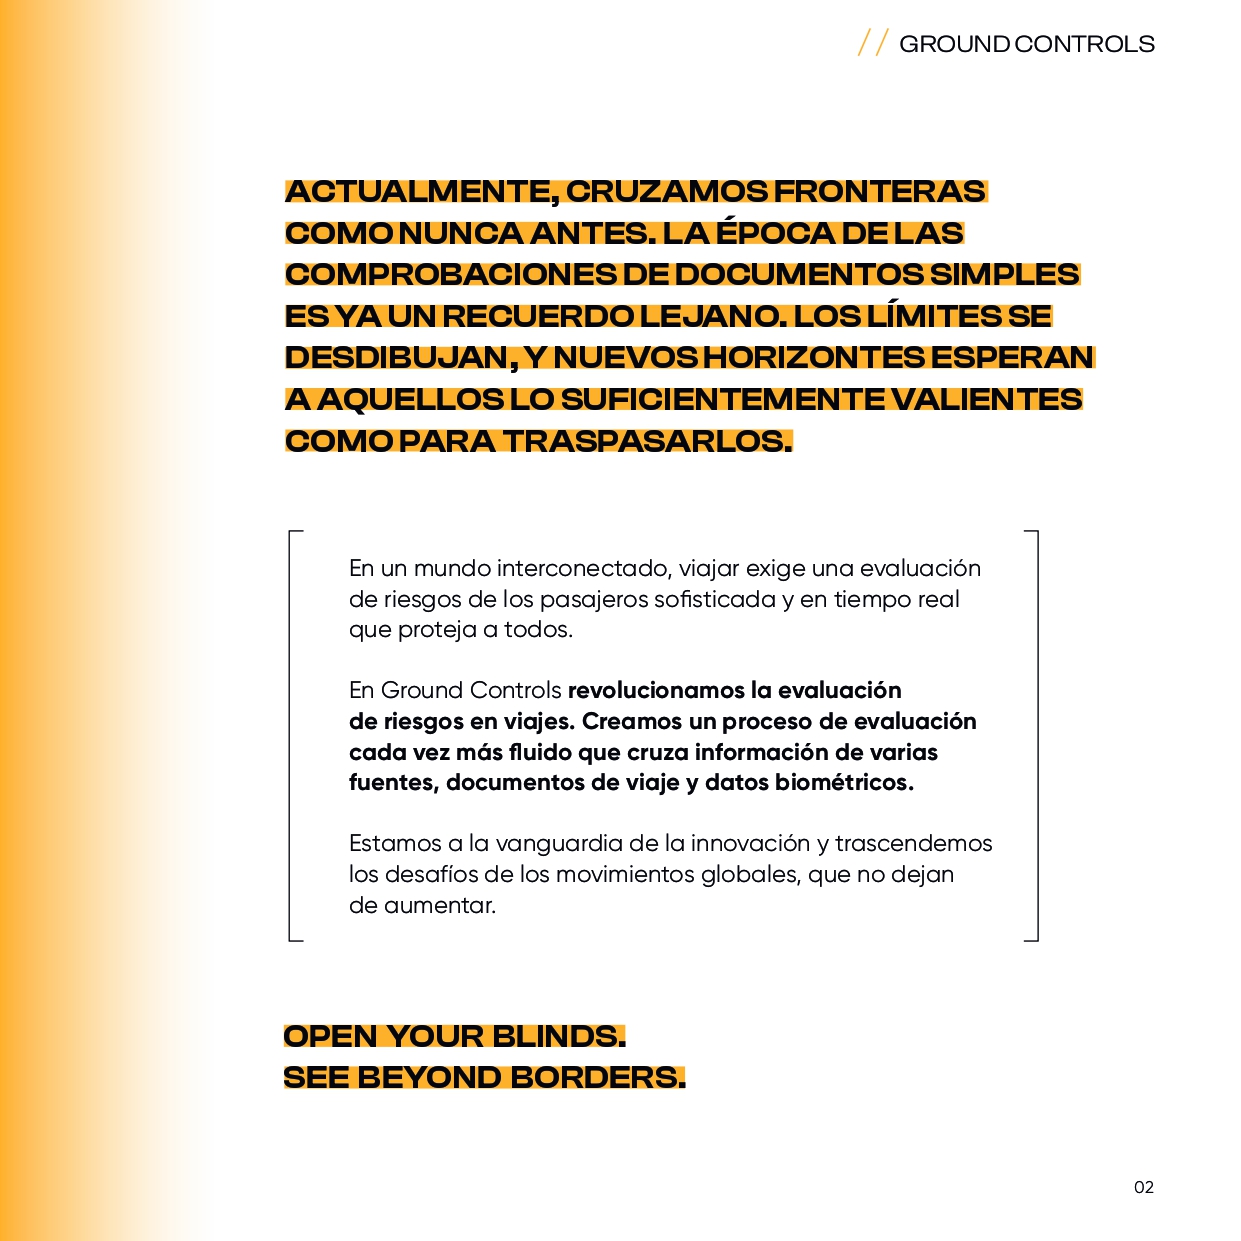 // GROUND CONTROLS
ACTUALMENTE, CRUZAMOS FRONTERAS
COMO NUNCA ANTES. LA ÉPOCA DE LAS
COMPROBACIONES DE DOCUMENTOS SIMPLES
ES YA UN RECUERDO LEJANO. LOS LÍMITES SE
DESDIBUJAN, Y NUEVOS HORIZONTES ESPERAN
A AQUELLOS LO SUFICIENTEMENTE VALIENTES
COMO PARA TRASPASARLOS.
En un mundo interconectado, viajar exige una evaluación
de riesgos de los pasajeros sofisticada y en tiempo real
que proteja a todos.
En Ground Controls revolucionamos la evaluación
de riesgos en viajes. Creamos un proceso de evaluación
cada vez más fluido que cruza información de varias
fuentes, documentos de viaje y datos biométricos.
Estamos a la vanguardia de la innovación y trascendemos
los desafíos de los movimientos globales, que no dejan
de aumentar.
OPEN YOUR BLINDS.
SEE BEYOND BORDERS.
02